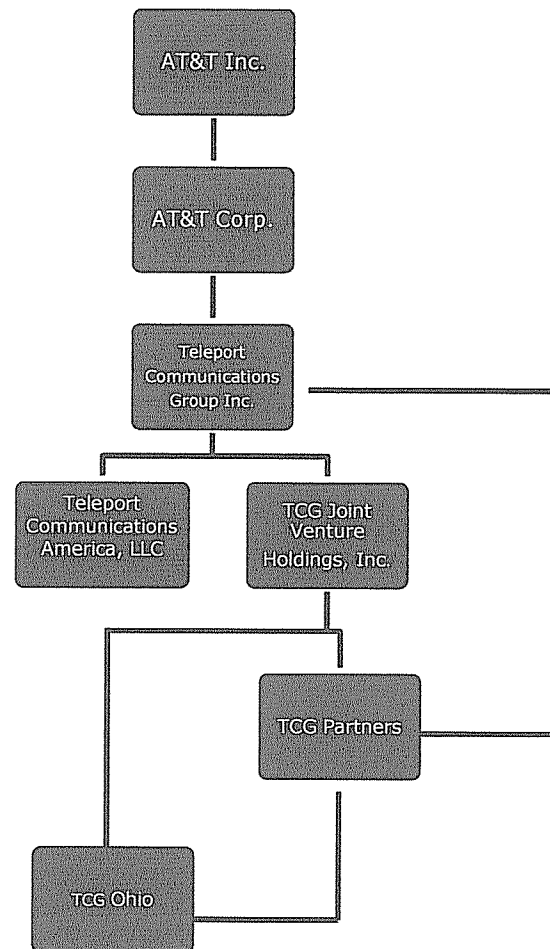 AT&T Inc.
AT&T Corp.
Teleport
Communications
Group Inc.
Teleport
Communications
America, LLC
TCG Joint
Venture
Holdings, Inc.
TCG Partners
TCG Ohio